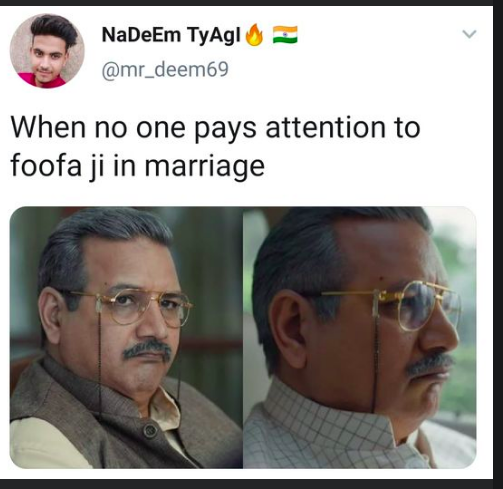 NaDeEm TyAgI🔥 🇮🇳
@mr_deem69
When no one pays attention to
foofa ji in marriage